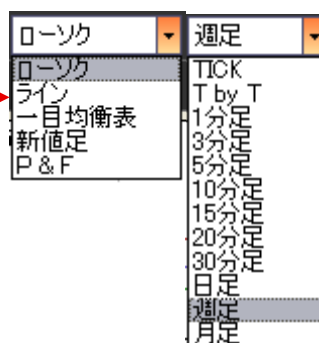 ローソク
ローソク
ライン
一目均衡表
新値足
P & F
週足
TICK
T by T
1分足
3分足
5分足
10分足
15分足
20分足
30分足
日足
週足
月足